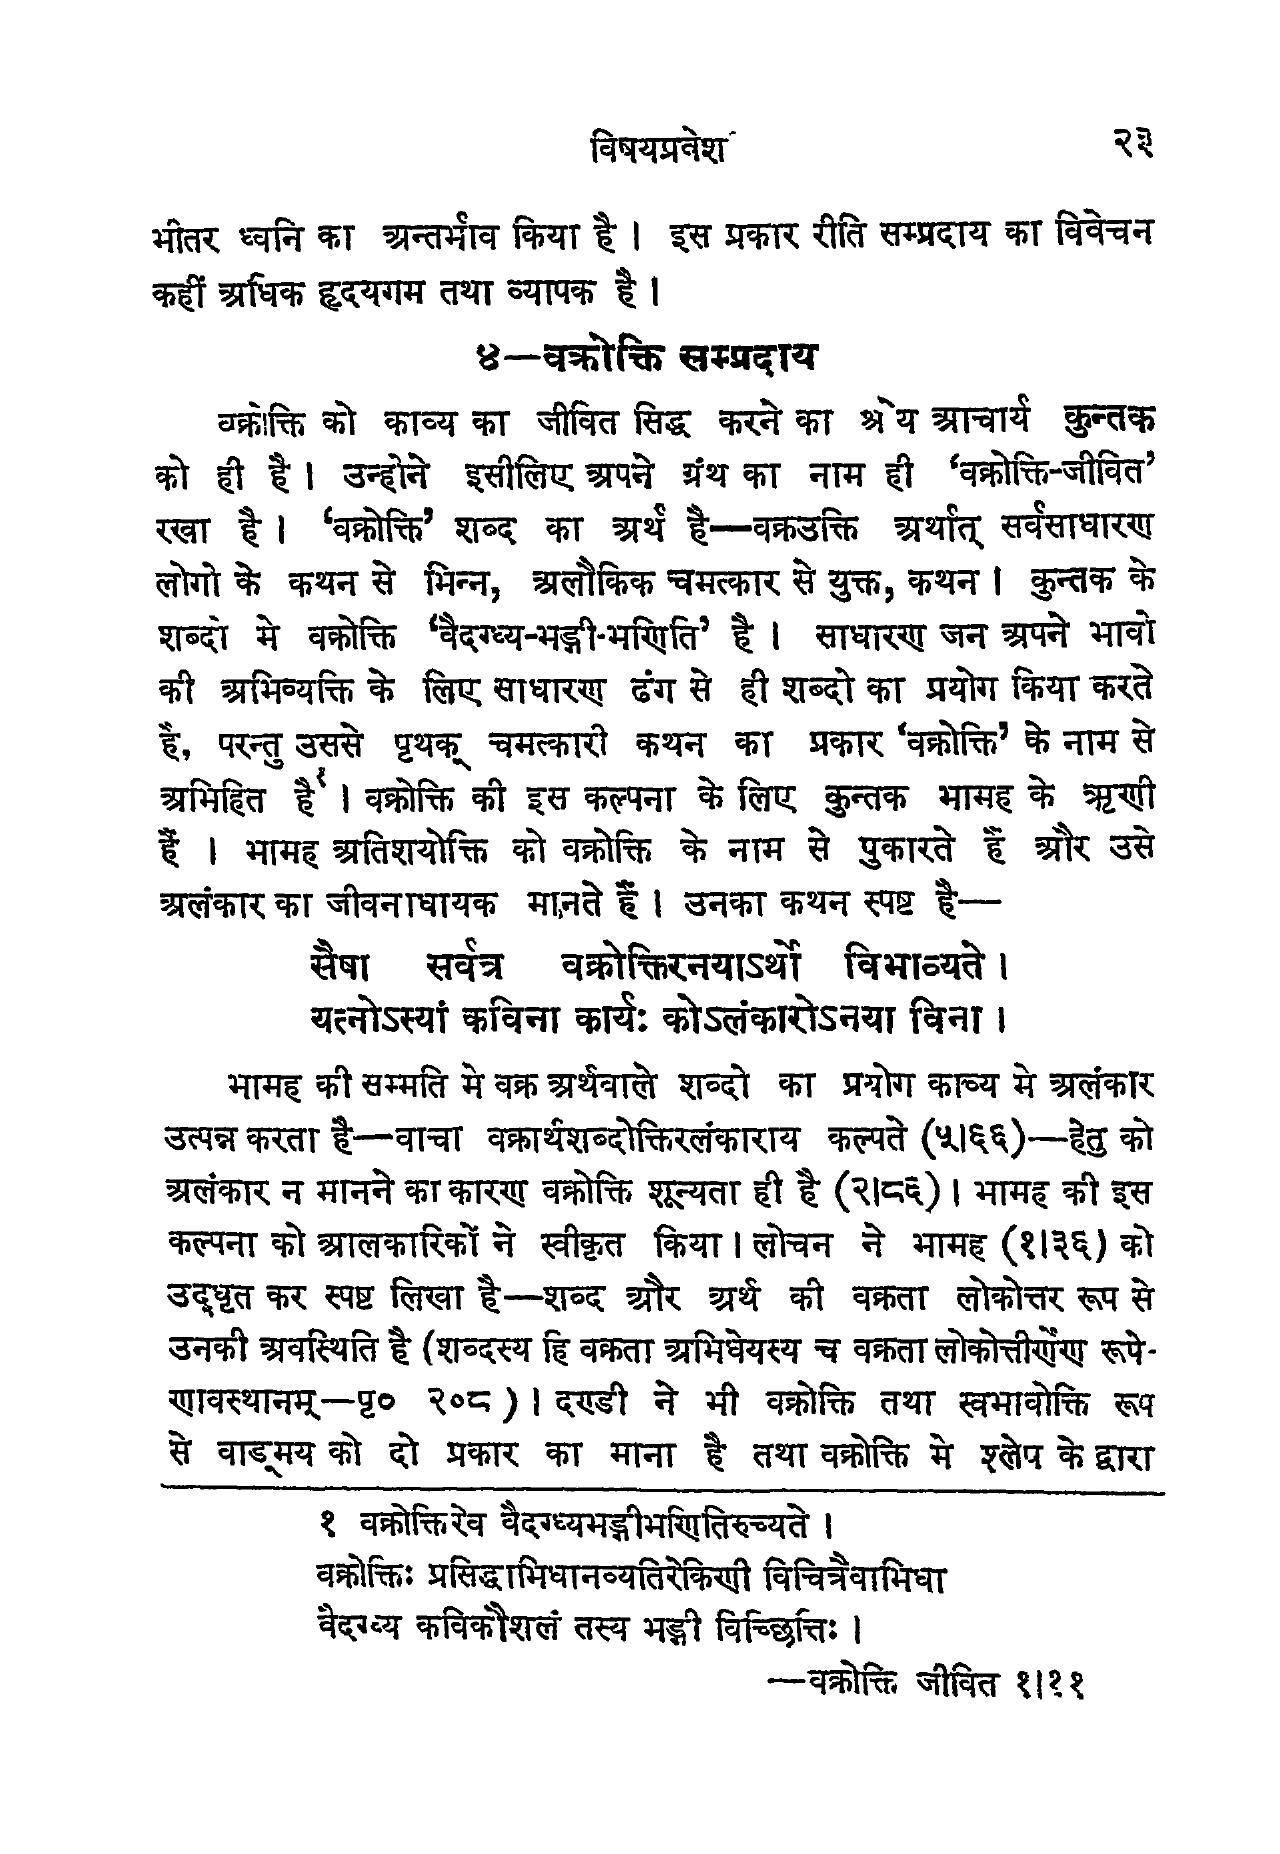 विषयप्रवेश २३
भीतर ध्वनि का अन्तर्भाव किया है। इस प्रकार रीति सम्प्रदाय का विवेचन
कहीं अधिक हृदयगम तथा व्यापक है।
४—वक्रोक्ति सम्प्रदाय
वक्रोक्ति को काव्य का जीवित सिद्ध करने का श्रेय आचार्य कुन्तक
को ही है। उन्होने इसीलिए अपने ग्रंथ का नाम ही ‘वक्रोक्ति-जीवित’
रखा है। ‘वक्रोक्ति’ शब्द का अर्थ है—वक्रउक्ति अर्थात् सर्वसाधारण
लोगो के कथन से भिन्न, अलौकिक चमत्कार से युक्त, कथन। कुन्तक के
शब्दो मे वक्रोक्ति ‘वैदग्ध्य-भङ्गी-भणिति’ है। साधारण जन अपने भावो
की अभिव्यक्ति के लिए साधारण ढंग से ही शब्दो का प्रयोग किया करते
है, परन्तु उससे पृथक् चमत्कारी कथन का प्रकार ‘वक्रोक्ति’ के नाम से
अभिहित है१। वक्रोक्ति की इस कल्पना के लिए कुन्तक भामह के ऋणी
हैं। भामह अतिशयोक्ति को वक्रोक्ति के नाम से पुकारते हैं और उसे
अलंकार का जीवनाधायक मानते हैं। उनका कथन स्पष्ट है—
सैषा सर्वत्र वक्रोक्तिरनयाऽर्थो विभाव्यते।
यत्नोऽस्यां कविना कार्यः कोऽलंकारोऽनया विना।
भामह की सम्मति मे वक्र अर्थवाले शब्दो का प्रयोग काव्य मे अलंकार
उत्पन्न करता है—वाचा वक्रार्थशब्दोक्तिरलंकाराय कल्पते (५।६६)—हेतु को
अलंकार न मानने का कारण वक्रोक्ति शून्यता ही है (२।८६)। भामह की इस
कल्पना को आलकारिकों ने स्वीकृत किया। लोचन ने भामह (१।३६) को
उद्धृत कर स्पष्ट लिखा है—शब्द और अर्थ की वक्रता लोकोत्तर रूप से
उनकी अवस्थिति है (शब्दस्य हि वक्रता अभिधेयस्य च वक्रता लोकोत्तीर्णेण रूपे-
णावस्थानम्—पृ० २०८)। दण्डी ने भी वक्रोक्ति तथा स्वभावोक्ति रूप
से वाङ्मय को दो प्रकार का माना है तथा वक्रोक्ति मे श्लेप के द्वारा
१ वक्रोक्तिरेव वैदग्ध्यभङ्गीभणितिरुच्यते।
वक्रोक्तिः प्रसिद्धाभिधानव्यतिरेकिणी विचित्रैवाभिधा
वैदग्व्य कविकौशलं तस्य भङ्गी विच्छित्तिः।
—वक्रोक्ति जीवित १।११